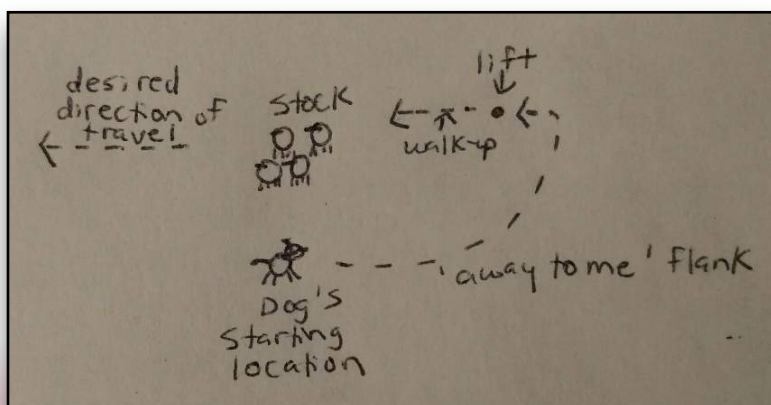 desired
direction of
travel
Stock
lift
walk-up
'away to me' flank
Dog's
starting
location